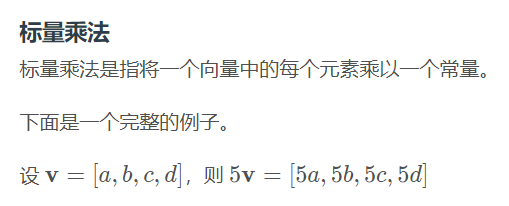 标量乘法
标量乘法是指将一个向量中的每个元素乘以一个常量。
下面是一个完整的例子。
设 v = [a, b, c, d]，则 5v = [5a, 5b, 5c, 5d]